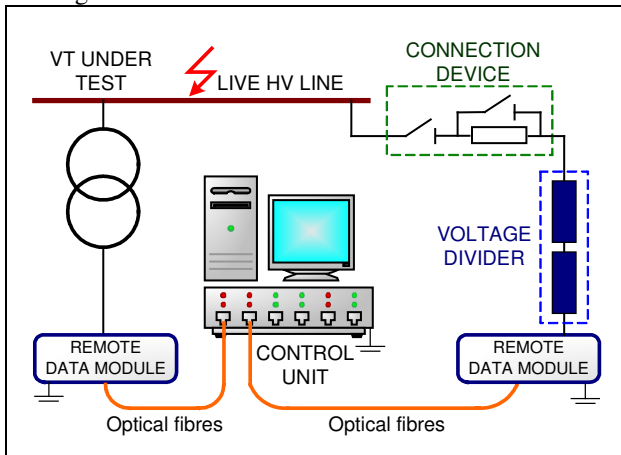 VT UNDER
TEST
LIVE HV LINE
CONNECTION
DEVICE
VOLTAGE
DIVIDER
REMOTE
DATA MODULE
CONTROL
UNIT
REMOTE
DATA MODULE
Optical fibres
Optical fibres